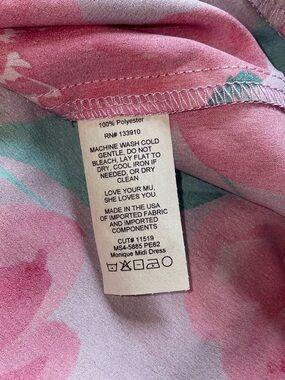 100% Polyester
RN# 133910
MACHINE WASH COLD
GENTLE, DO NOT
BLEACH, LAY FLAT TO
DRY, COOL IRON IF
NEEDED, OR DRY
CLEAN
LOVE YOUR MU,
SHE LOVES YOU.
MADE IN THE USA
OF IMPORTED FABRIC
AND IMPORTED
COMPONENTS
CUT# 11519
MS4-5885 PE62
Monique Midi Dress